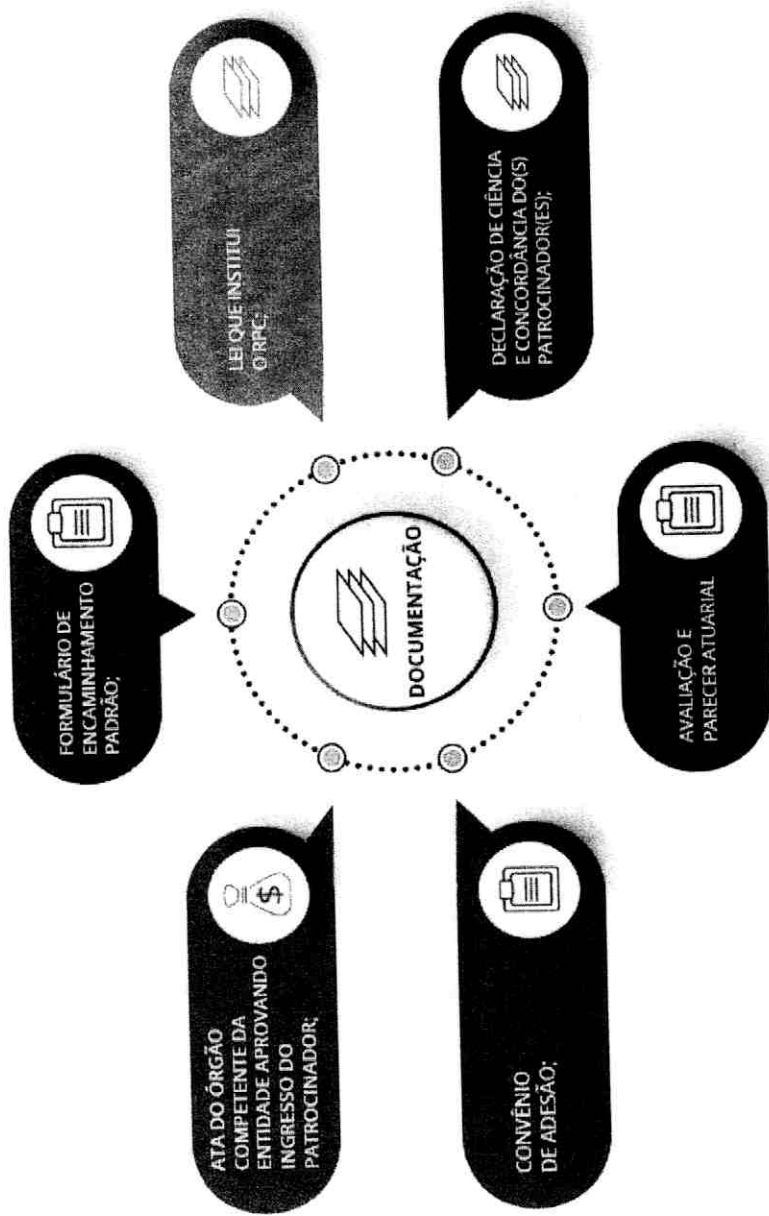 FORMULÁRIO DE
ENCAMINHAMENTO
PADRÃO;
ATA DO ÓRGÃO
COMPETENTE DA
ENTIDADE APROVANDO
INGRESSO DO
PATROCINADOR;
LEI QUE INSTITUI
O RPC;
DOCUMENTAÇÃO
CONVÊNIO
DE ADESÃO;
DECLARAÇÃO DE CIÊNCIA
E CONCORDÂNCIA DO(S)
PATROCINADOR(ES);
AVALIAÇÃO E
PARECER ATUARIAL